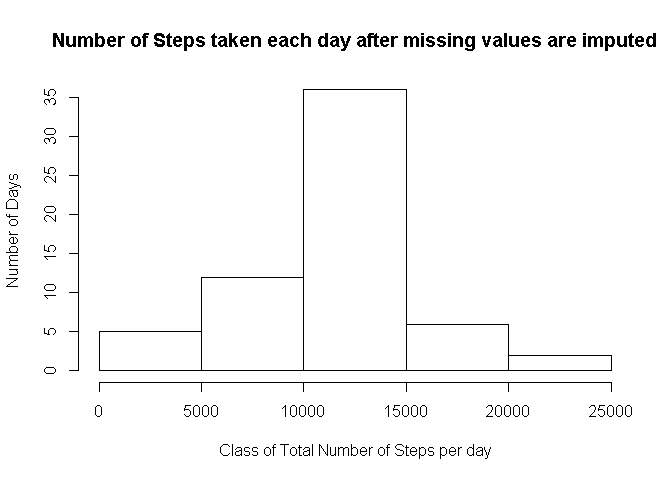 Number of Steps taken each day after missing values are imputed
Number of Days
35
30
25
20
15
10
5
0
0 5000 10000 15000 20000 25000
Class of Total Number of Steps per day